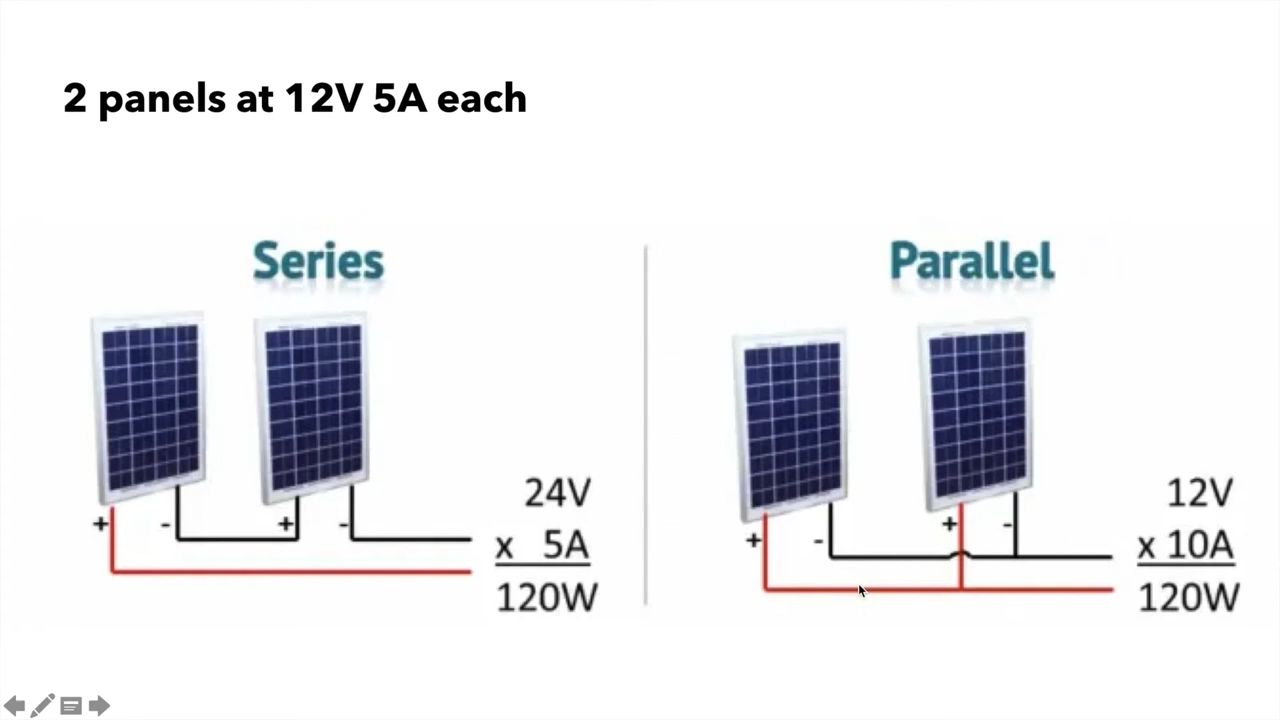 2 panels at 12V 5A each
Series
+ - + -
24V
x 5A
120W
Parallel
+ - + -
12V
x 10A
120W